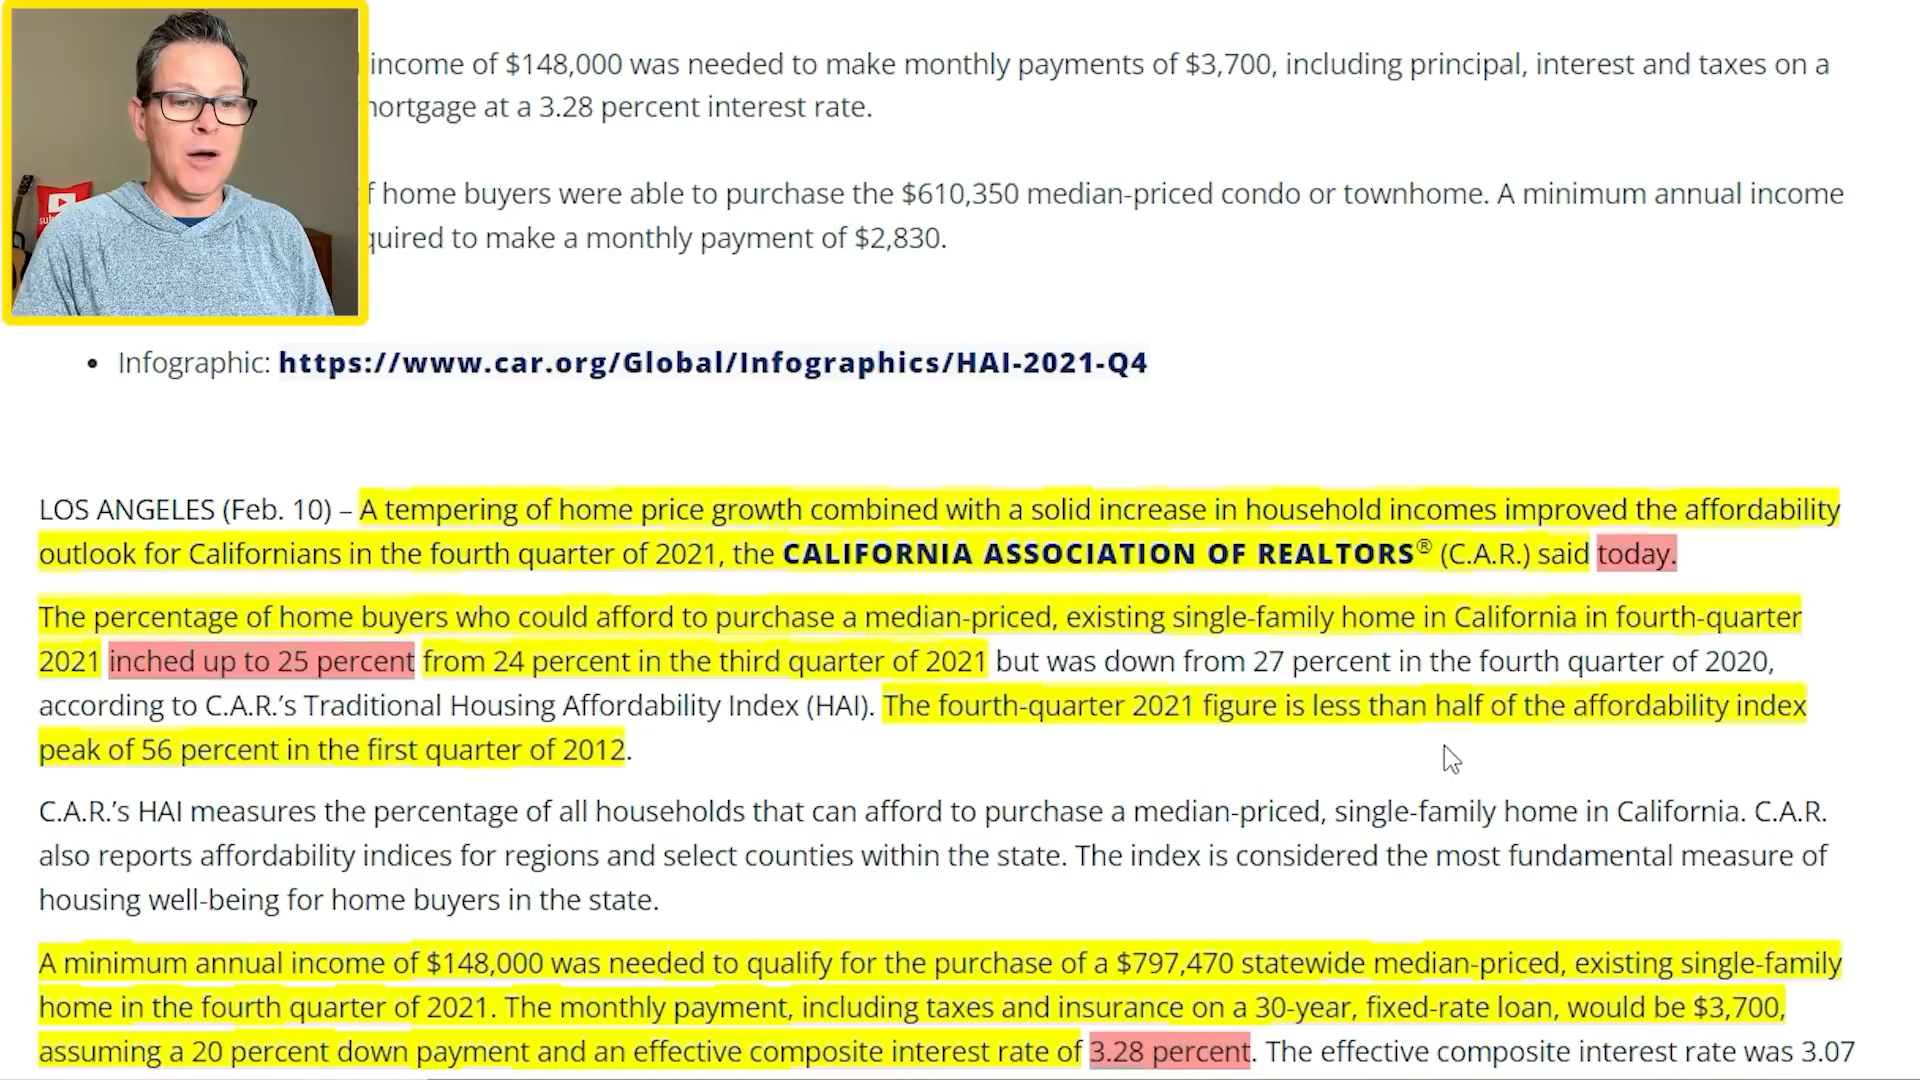 income of $148,000 was needed to make monthly payments of $3,700, including principal, interest and taxes on a
mortgage at a 3.28 percent interest rate.
f home buyers were able to purchase the $610,350 median-priced condo or townhome. A minimum annual income
quired to make a monthly payment of $2,830.
• Infographic: https://www.car.org/Global/Infographics/HAI-2021-Q4
LOS ANGELES (Feb. 10) – A tempering of home price growth combined with a solid increase in household incomes improved the affordability
outlook for Californians in the fourth quarter of 2021, the CALIFORNIA ASSOCIATION OF REALTORS® (C.A.R.) said today.
The percentage of home buyers who could afford to purchase a median-priced, existing single-family home in California in fourth-quarter
2021 inched up to 25 percent from 24 percent in the third quarter of 2021 but was down from 27 percent in the fourth quarter of 2020,
according to C.A.R.’s Traditional Housing Affordability Index (HAI). The fourth-quarter 2021 figure is less than half of the affordability index
peak of 56 percent in the first quarter of 2012.
C.A.R.’s HAI measures the percentage of all households that can afford to purchase a median-priced, single-family home in California. C.A.R.
also reports affordability indices for regions and select counties within the state. The index is considered the most fundamental measure of
housing well-being for home buyers in the state.
A minimum annual income of $148,000 was needed to qualify for the purchase of a $797,470 statewide median-priced, existing single-family
home in the fourth quarter of 2021. The monthly payment, including taxes and insurance on a 30-year, fixed-rate loan, would be $3,700,
assuming a 20 percent down payment and an effective composite interest rate of 3.28 percent. The effective composite interest rate was 3.07